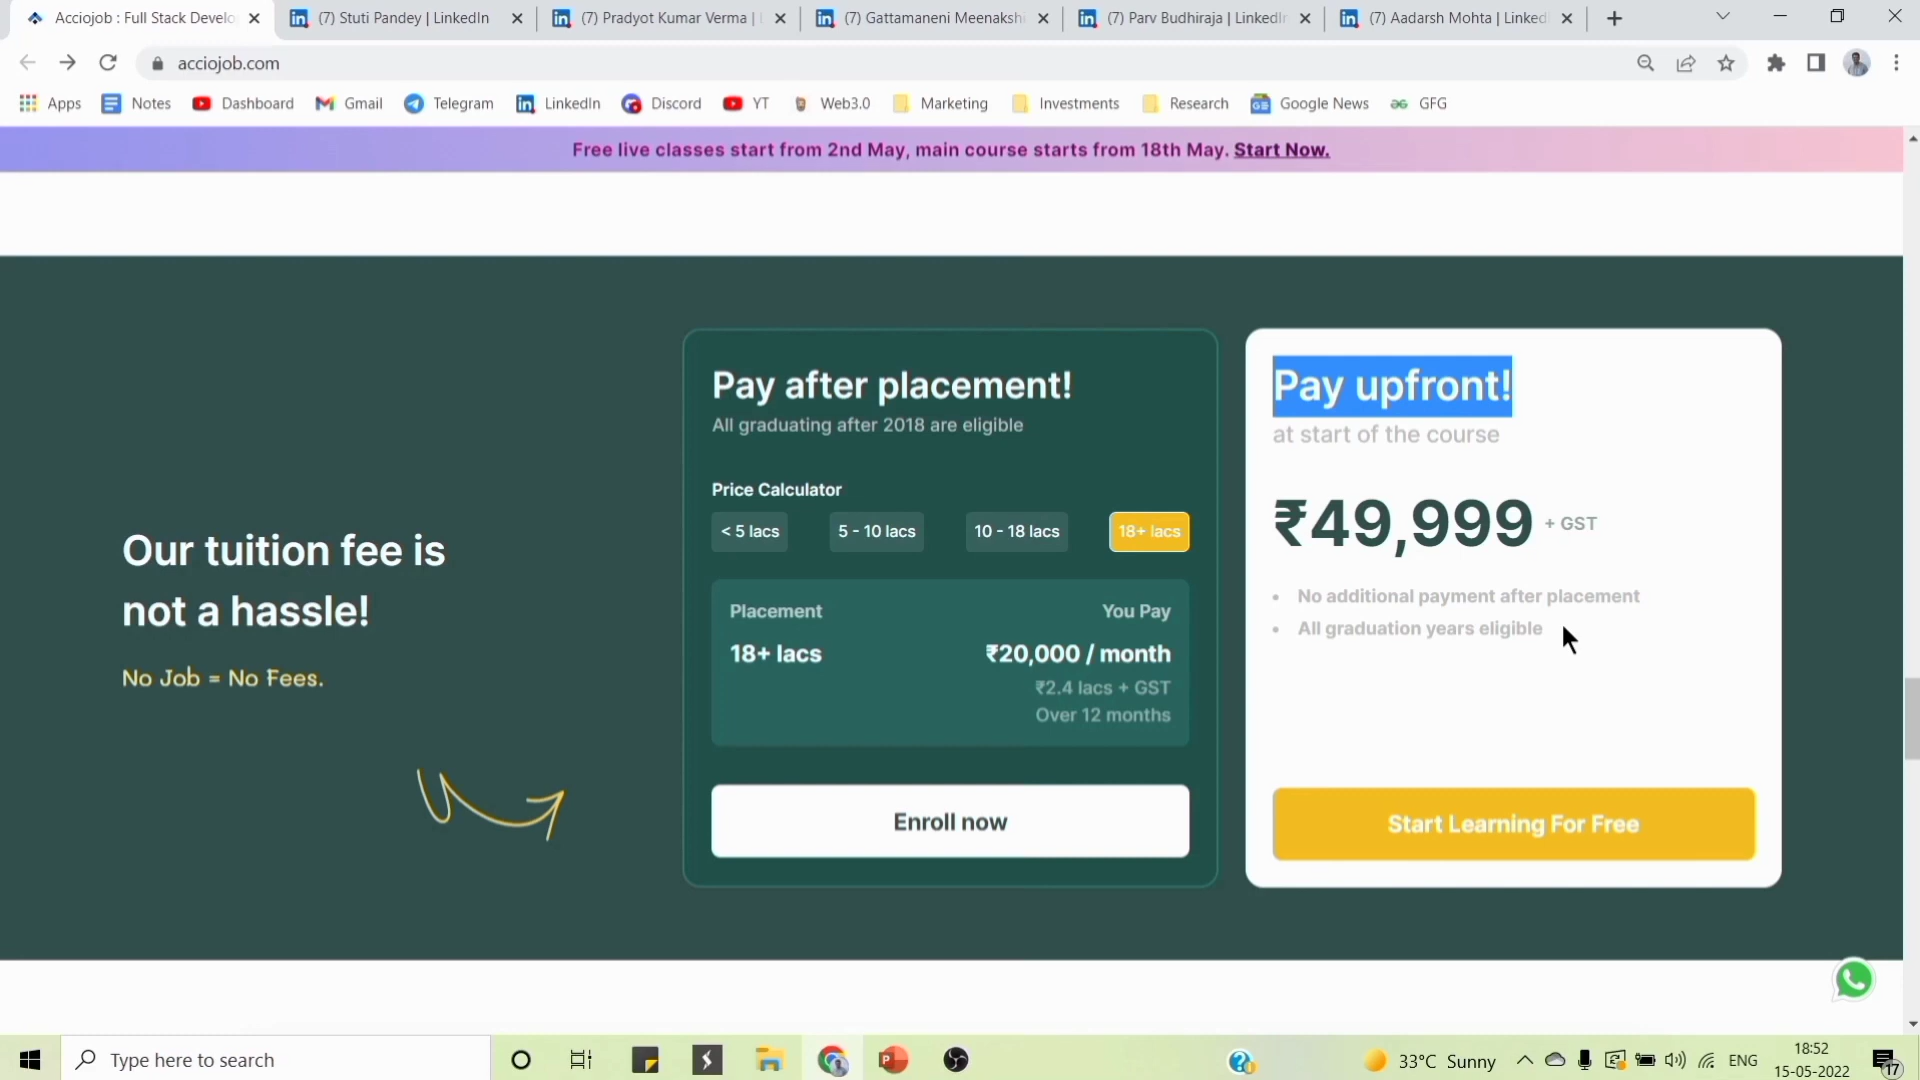 Acciojob : Full Stack Develo
(7) Stuti Pandey | LinkedIn
(7) Pradyot Kumar Verma |
(7) Gattamaneni Meenakshi
(7) Parv Budhiraja | LinkedIn
(7) Aadarsh Mohta | Linked
acciojob.com
Apps
Notes
Dashboard
Gmail
Telegram
LinkedIn
Discord
YT
Web3.0
Marketing
Investments
Research
Google News
GFG
Free live classes start from 2nd May, main course starts from 18th May. Start Now.
Our tuition fee is
not a hassle!
No Job = No Fees.
Pay after placement!
All graduating after 2018 are eligible
Price Calculator
< 5 lacs
5 - 10 lacs
10 - 18 lacs
18+ lacs
Placement You Pay
18+ lacs ₹20,000 / month
₹2.4 lacs + GST
Over 12 months
Enroll now
Pay upfront!
at start of the course
₹49,999 + GST
• No additional payment after placement
• All graduation years eligible
Start Learning For Free
Type here to search
33°C Sunny
ENG
18:52
15-05-2022
17